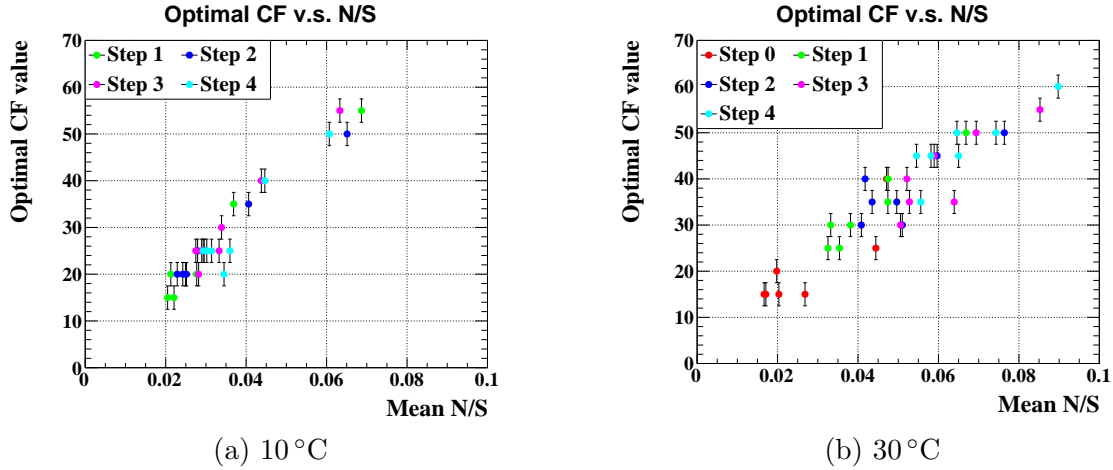 Optimal CF v.s. N/S
Optimal CF value
70
60
50
40
30
20
10
0
Step 1 Step 2
Step 3 Step 4
0 0.02 0.04 0.06 0.08 0.1
Mean N/S
(a) 10 °C
Optimal CF v.s. N/S
Optimal CF value
70
60
50
40
30
20
10
0
Step 0 Step 1
Step 2 Step 3
Step 4
0 0.02 0.04 0.06 0.08 0.1
Mean N/S
(b) 30 °C